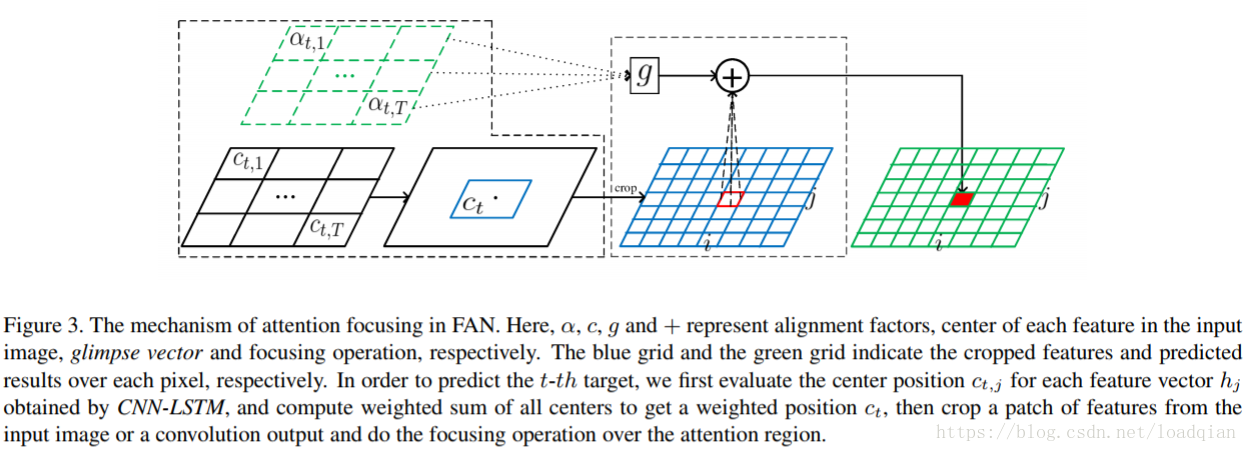 α_{t,1}
...
α_{t,T}
g
+
c_{t,1}
...
c_{t,T}
c_t
crop
j
i
j
i
Figure 3. The mechanism of attention focusing in FAN. Here, α, c, g and + represent alignment factors, center of each feature in the input
image, glimpse vector and focusing operation, respectively. The blue grid and the green grid indicate the cropped features and predicted
results over each pixel, respectively. In order to predict the t-th target, we first evaluate the center position c_{t,j} for each feature vector h_j
obtained by CNN-LSTM, and compute weighted sum of all centers to get a weighted position c_t, then crop a patch of features from the
input image or a convolution output and do the focusing operation over the attention region.
https://blog.csdn.net/loadqian